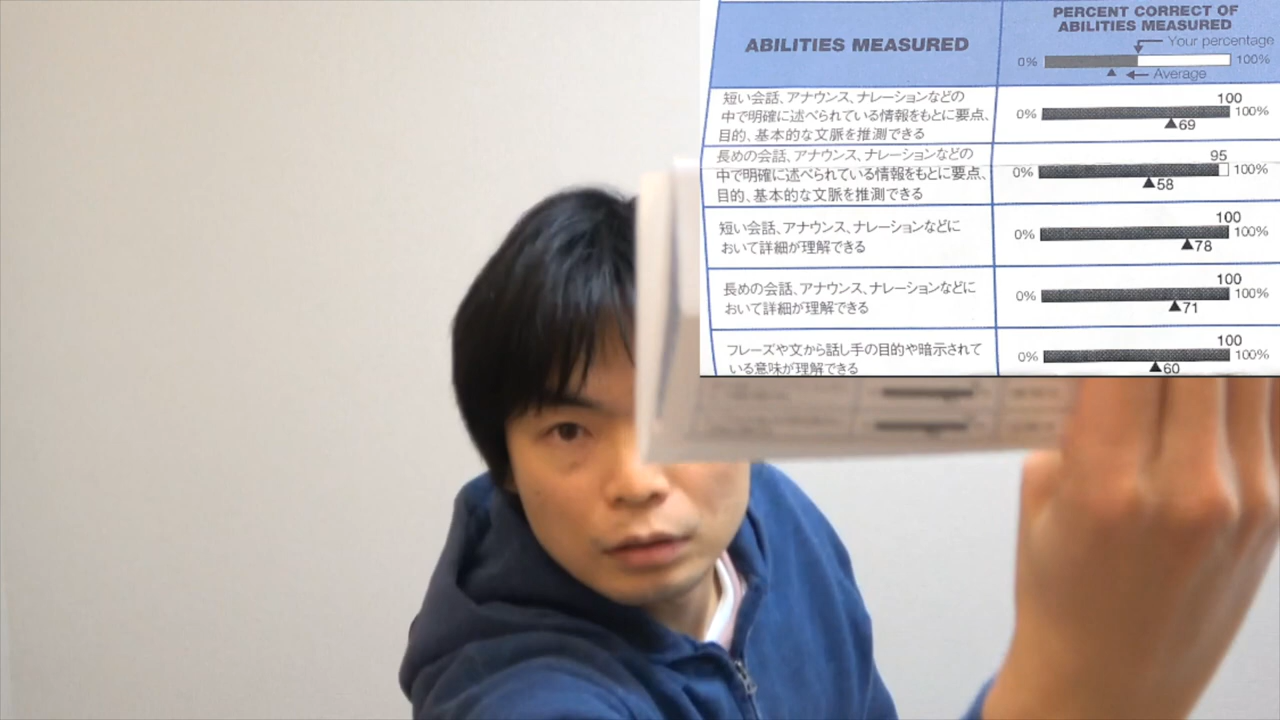 ABILITIES MEASURED
PERCENT CORRECT OF
ABILITIES MEASURED
Your percentage
0%
100%
Average
短い会話、アナウンス、ナレーションなどの
中で明確に述べられている情報をもとに要点、
目的、基本的な文脈を推測できる
100
0%
100%
▲69
長めの会話、アナウンス、ナレーションなどの
中で明確に述べられている情報をもとに要点、
目的、基本的な文脈を推測できる
95
0%
100%
▲58
短い会話、アナウンス、ナレーションなどに
おいて詳細が理解できる
100
0%
100%
▲78
長めの会話、アナウンス、ナレーションなどに
おいて詳細が理解できる
100
0%
100%
▲71
フレーズや文から話し手の目的や暗示されて
いる意味が理解できる
100
0%
100%
▲60